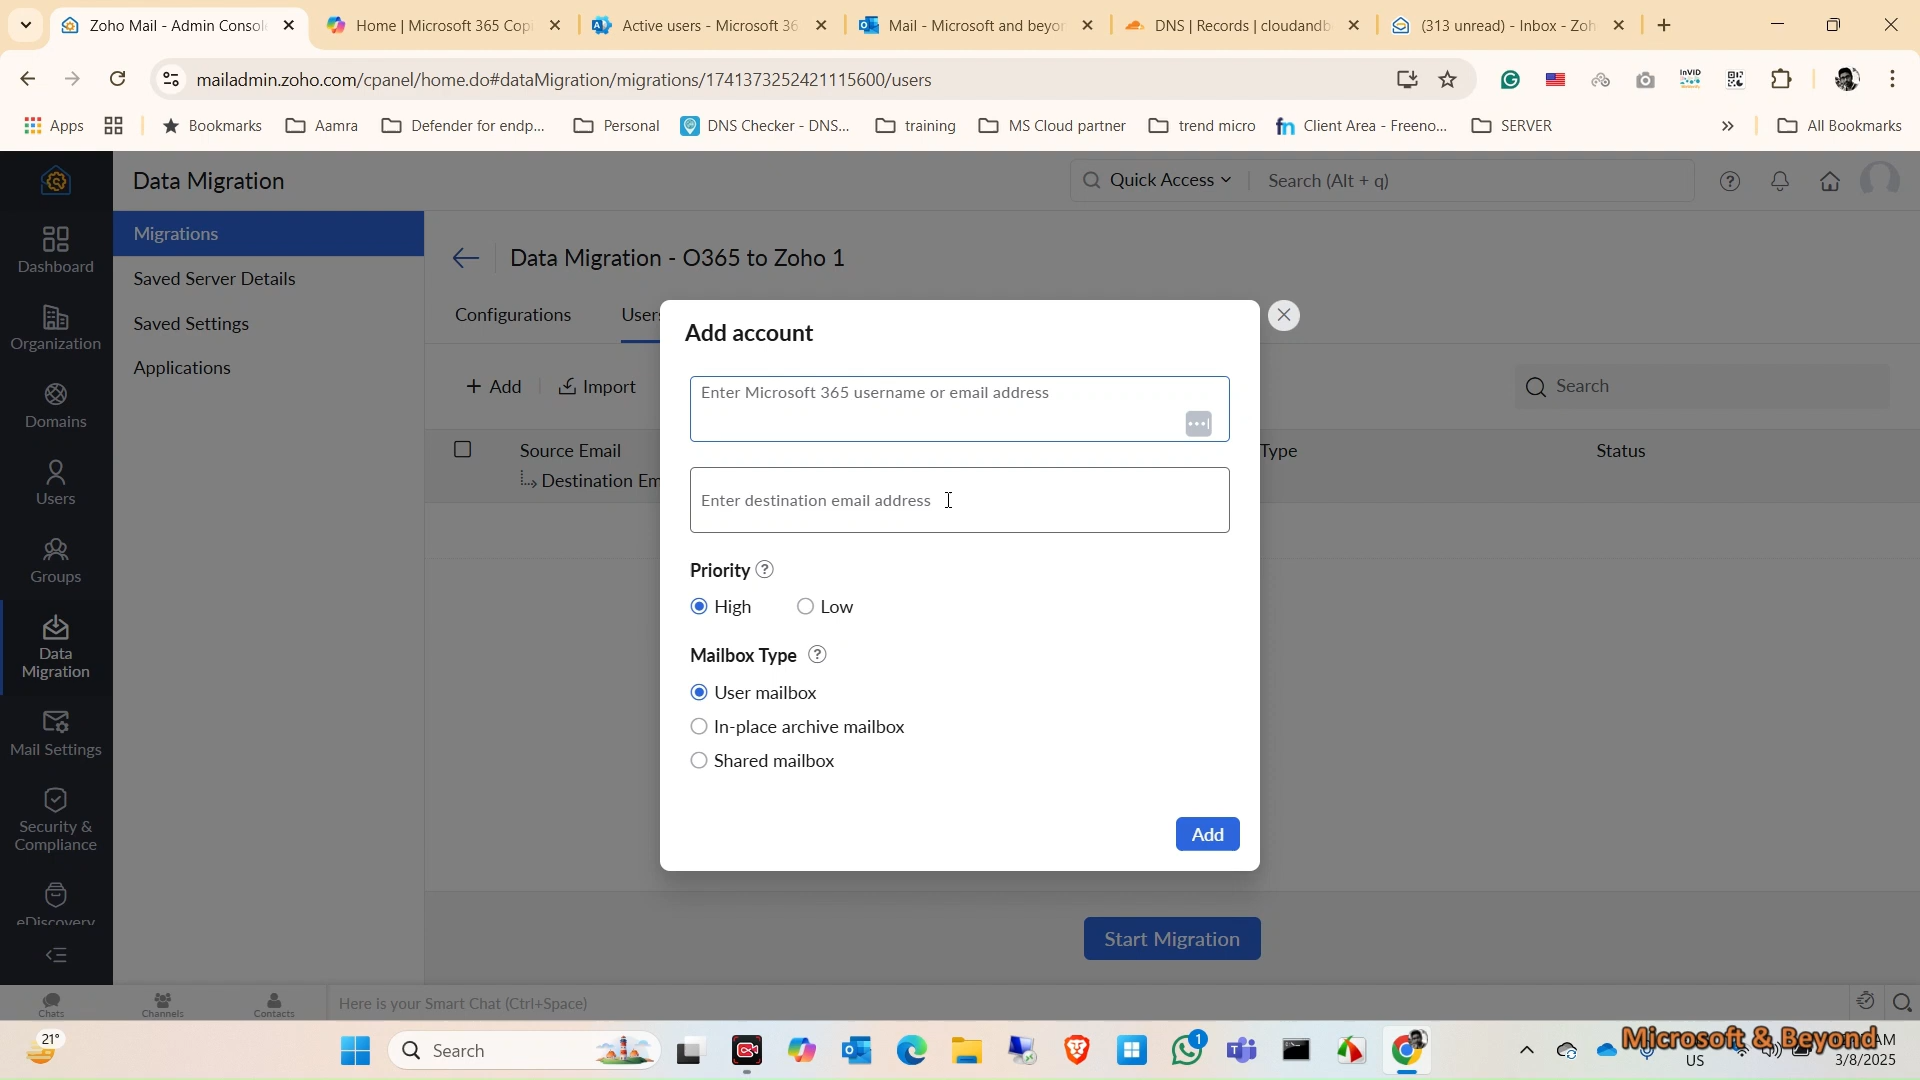 Zoho Mail - Admin Consol
Home | Microsoft 365 Cop
Active users - Microsoft 36
Mail - Microsoft and beyon
DNS | Records | cloudandb
(313 unread) - Inbox - Zoh
mailadmin.zoho.com/cpanel/home.do#dataMigration/migrations/1741373252421115600/users
InVID
Apps
Bookmarks
Aamra
Defender for endp...
Personal
DNS Checker - DNS...
training
MS Cloud partner
trend micro
Client Area - Freeno...
SERVER
All Bookmarks
Data Migration
Quick Access
Search (Alt + q)
Dashboard
Organization
Domains
Users
Groups
Data
Migration
Mail Settings
Security &
Compliance
eDiscovery
Migrations
Saved Server Details
Saved Settings
Applications
Data Migration - O365 to Zoho 1
Configurations
Users
+ Add
Import
Search
Source Email
Destination Em
Type
Status
Add account
Enter Microsoft 365 username or email address
Enter destination email address
Priority ?
High
Low
Mailbox Type ?
User mailbox
In-place archive mailbox
Shared mailbox
Add
Start Migration
Chats
Channels
Contacts
Here is your Smart Chat (Ctrl+Space)
21°
Search
1
US
AM
3/8/2025
Microsoft & Beyond